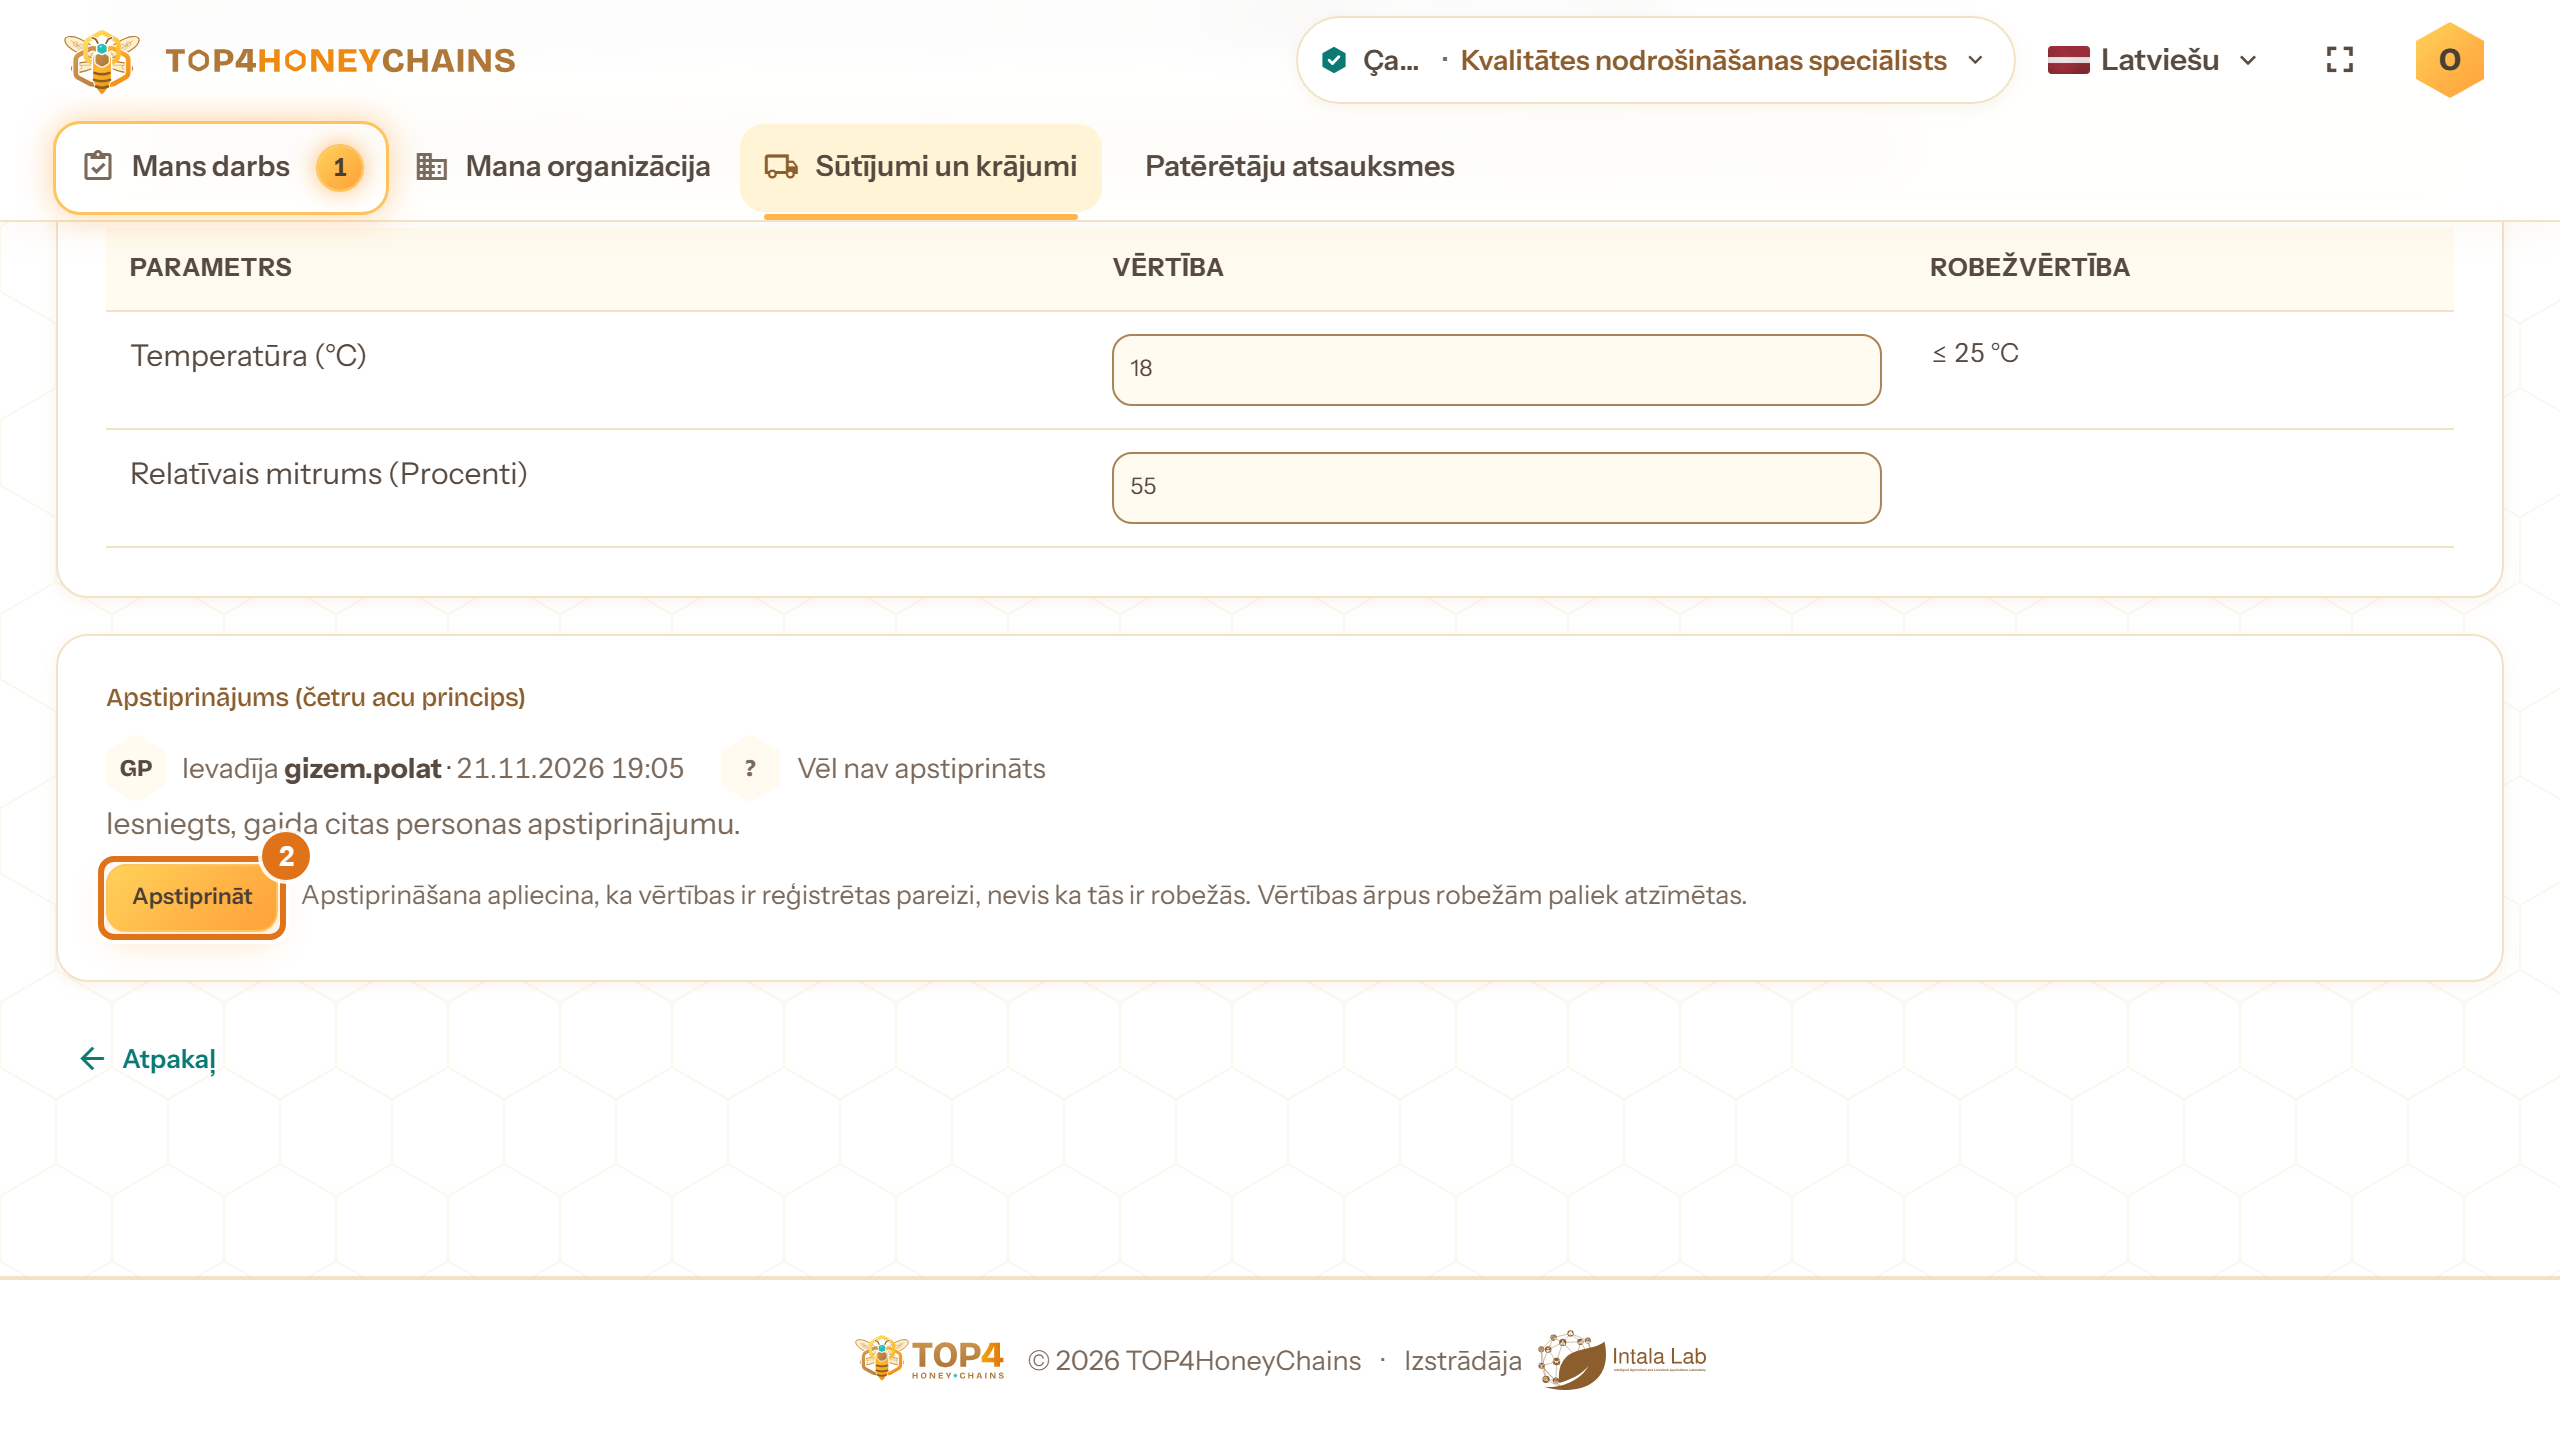 TOP4HONEYCHAINS
Ça... · Kvalitātes nodrošināšanas speciālists
Latviešu
O
Mans darbs 1
Mana organizācija
Sūtījumi un krājumi
Patērētāju atsauksmes
PARAMETRS VĒRTĪBA ROBEŽVĒRTĪBA
Temperatūra (°C) 18 ≤ 25 °C
Relatīvais mitrums (Procenti) 55
Apstiprinājums (četru acu princips)
GP Ievadīja gizem.polat · 21.11.2026 19:05 ? Vēl nav apstiprināts
Iesniegts, gaida citas personas apstiprinājumu.
2
Apstiprināt Apstiprināšana apliecina, ka vērtības ir reģistrētas pareizi, nevis ka tās ir robežās. Vērtības ārpus robežām paliek atzīmētas.
← Atpakaļ
TOP4
HONEY CHAINS
© 2026 TOP4HoneyChains · Izstrādāja
Intala Lab